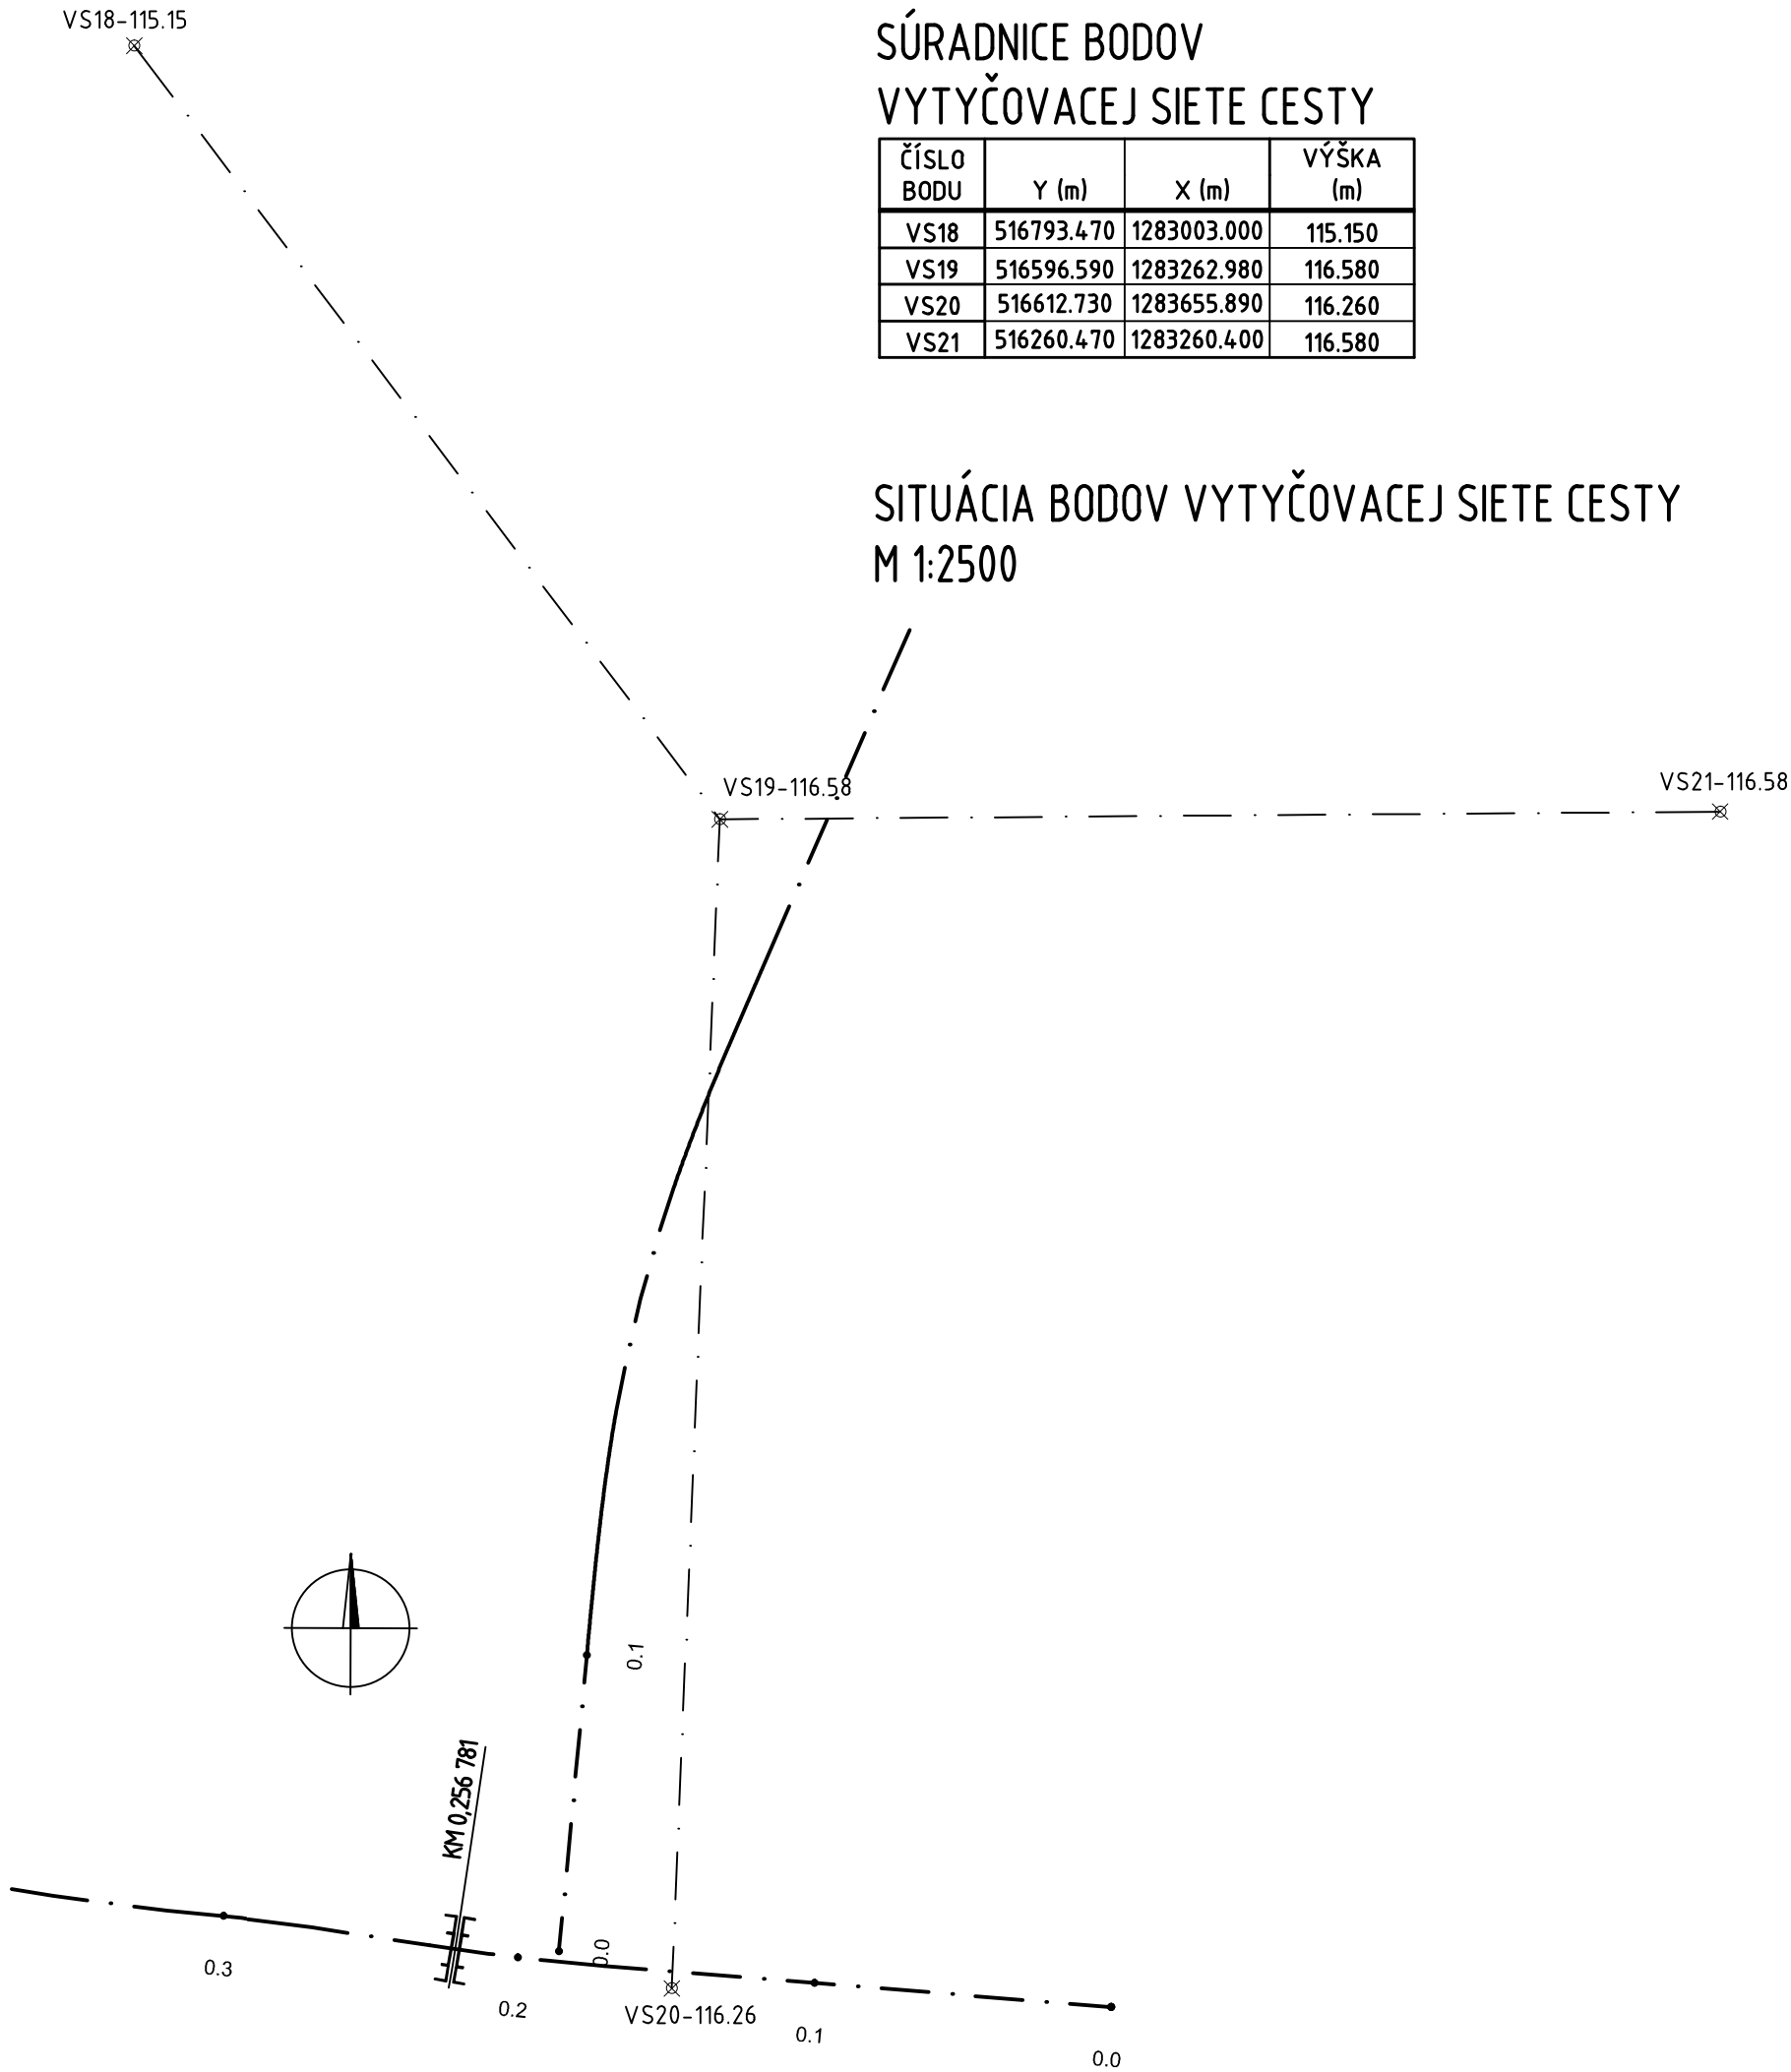 VS18-115.15
SÚRADNICE BODOV
VYTYČOVACEJ SIETE CESTY
ČÍSLO BODU Y (m) X (m) VÝŠKA (m)
VS18 516793.470 1283003.000 115.150
VS19 516596.590 1283262.980 116.580
VS20 516612.730 1283655.890 116.260
VS21 516260.470 1283260.400 116.580
SITUÁCIA BODOV VYTYČOVACEJ SIETE CESTY
M 1:2500
VS19-116.58
VS21-116.58
0.1
KM 0,256 781
0.0
0.3
0.2
VS20-116.26
0.1
0.0